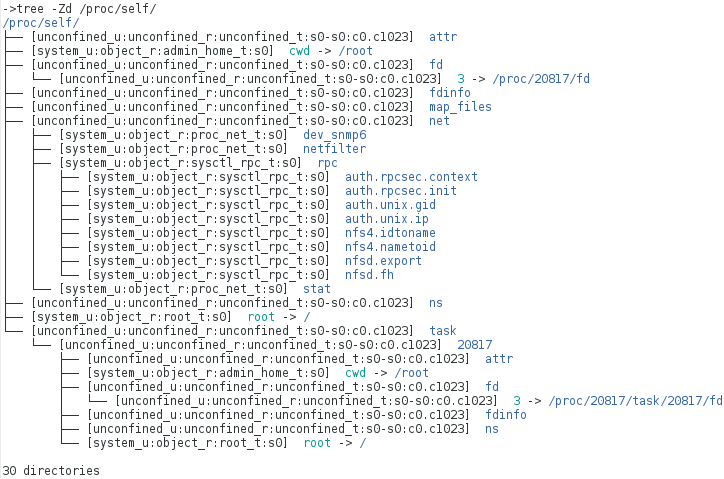 ->tree -Zd /proc/self/
/proc/self/
├── [unconfined_u:unconfined_r:unconfined_t:s0-s0:c0.c1023]  attr
├── [system_u:object_r:admin_home_t:s0]  cwd -> /root
├── [unconfined_u:unconfined_r:unconfined_t:s0-s0:c0.c1023]  fd
│   └── [unconfined_u:unconfined_r:unconfined_t:s0-s0:c0.c1023]  3 -> /proc/20817/fd
├── [unconfined_u:unconfined_r:unconfined_t:s0-s0:c0.c1023]  fdinfo
├── [unconfined_u:unconfined_r:unconfined_t:s0-s0:c0.c1023]  map_files
├── [unconfined_u:unconfined_r:unconfined_t:s0-s0:c0.c1023]  net
│   ├── [system_u:object_r:proc_net_t:s0]  dev_snmp6
│   ├── [system_u:object_r:proc_net_t:s0]  netfilter
│   ├── [system_u:object_r:sysctl_rpc_t:s0]  rpc
│   │   ├── [system_u:object_r:sysctl_rpc_t:s0]  auth.rpcsec.context
│   │   ├── [system_u:object_r:sysctl_rpc_t:s0]  auth.rpcsec.init
│   │   ├── [system_u:object_r:sysctl_rpc_t:s0]  auth.unix.gid
│   │   ├── [system_u:object_r:sysctl_rpc_t:s0]  auth.unix.ip
│   │   ├── [system_u:object_r:sysctl_rpc_t:s0]  nfs4.idtoname
│   │   ├── [system_u:object_r:sysctl_rpc_t:s0]  nfs4.nametoid
│   │   ├── [system_u:object_r:sysctl_rpc_t:s0]  nfsd.export
│   │   └── [system_u:object_r:sysctl_rpc_t:s0]  nfsd.fh
│   └── [system_u:object_r:proc_net_t:s0]  stat
├── [unconfined_u:unconfined_r:unconfined_t:s0-s0:c0.c1023]  ns
├── [system_u:object_r:root_t:s0]  root -> /
└── [unconfined_u:unconfined_r:unconfined_t:s0-s0:c0.c1023]  task
    └── [unconfined_u:unconfined_r:unconfined_t:s0-s0:c0.c1023]  20817
        ├── [unconfined_u:unconfined_r:unconfined_t:s0-s0:c0.c1023]  attr
        ├── [system_u:object_r:admin_home_t:s0]  cwd -> /root
        ├── [unconfined_u:unconfined_r:unconfined_t:s0-s0:c0.c1023]  fd
        │   └── [unconfined_u:unconfined_r:unconfined_t:s0-s0:c0.c1023]  3 -> /proc/20817/task/20817/fd
        ├── [unconfined_u:unconfined_r:unconfined_t:s0-s0:c0.c1023]  fdinfo
        ├── [unconfined_u:unconfined_r:unconfined_t:s0-s0:c0.c1023]  ns
        └── [system_u:object_r:root_t:s0]  root -> /

30 directories